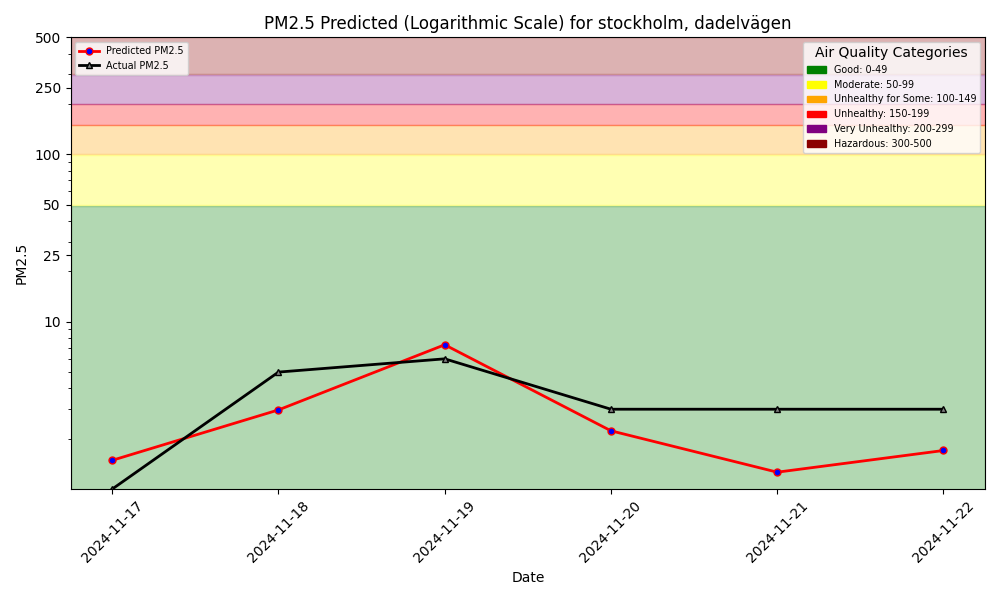 PM2.5 Predicted (Logarithmic Scale) for stockholm, dadelvägen
Predicted PM2.5
Actual PM2.5
Air Quality Categories
Good: 0-49
Moderate: 50-99
Unhealthy for Some: 100-149
Unhealthy: 150-199
Very Unhealthy: 200-299
Hazardous: 300-500
500
250
100
50
25
10
PM2.5
2024-11-17
2024-11-18
2024-11-19
2024-11-20
2024-11-21
2024-11-22
Date